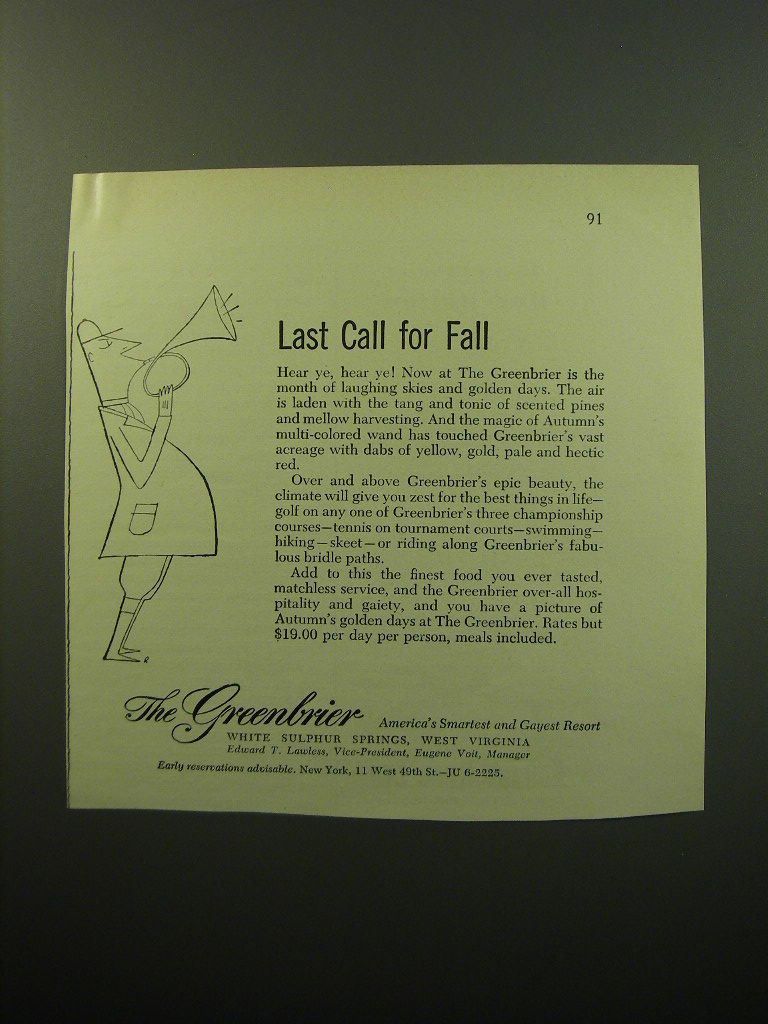 91
Last Call for Fall
Hear ye, hear ye! Now at The Greenbrier is the
month of laughing skies and golden days. The air
is laden with the tang and tonic of scented pines
and mellow harvesting. And the magic of Autumn's
multi-colored wand has touched Greenbrier's vast
acreage with dabs of yellow, gold, pale and hectic
red.
Over and above Greenbrier's epic beauty, the
climate will give you zest for the best things in life—
golf on any one of Greenbrier's three championship
courses—tennis on tournament courts—swimming—
hiking—skeet—or riding along Greenbrier's fabu-
lous bridle paths.
Add to this the finest food you ever tasted,
matchless service, and the Greenbrier over-all hos-
pitality and gaiety, and you have a picture of
Autumn's golden days at The Greenbrier. Rates but
$19.00 per day per person, meals included.
The Greenbrier America's Smartest and Gayest Resort
WHITE SULPHUR SPRINGS, WEST VIRGINIA
Edward T. Lawless, Vice-President, Eugene Voit, Manager
Early reservations advisable. New York, 11 West 49th St.—JU 6-2225.